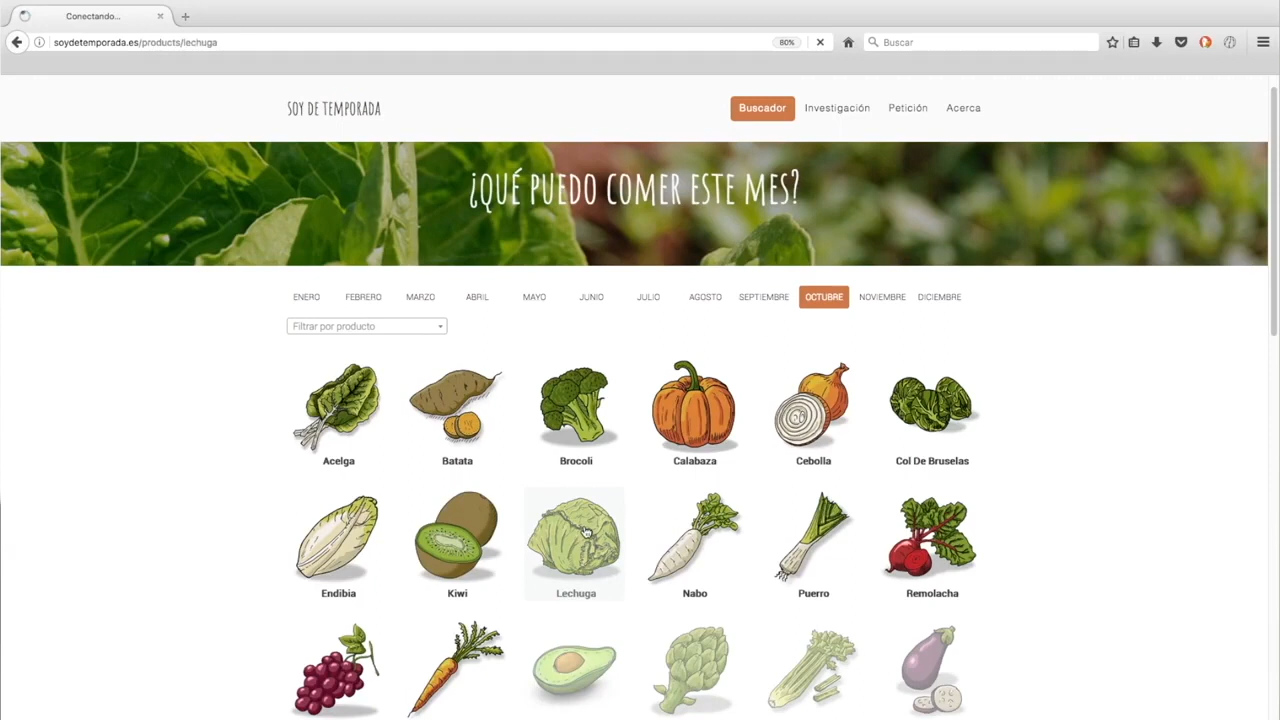 Conectando...
soydetemporada.es/products/lechuga
80%
Buscar
SOY DE TEMPORADA
Buscador
Investigación
Petición
Acerca
¿QUÉ PUEDO COMER ESTE MES?
ENERO
FEBRERO
MARZO
ABRIL
MAYO
JUNIO
JULIO
AGOSTO
SEPTIEMBRE
OCTUBRE
NOVIEMBRE
DICIEMBRE
Filtrar por producto
Acelga
Batata
Brocoli
Calabaza
Cebolla
Col De Bruselas
Endibia
Kiwi
Lechuga
Nabo
Puerro
Remolacha